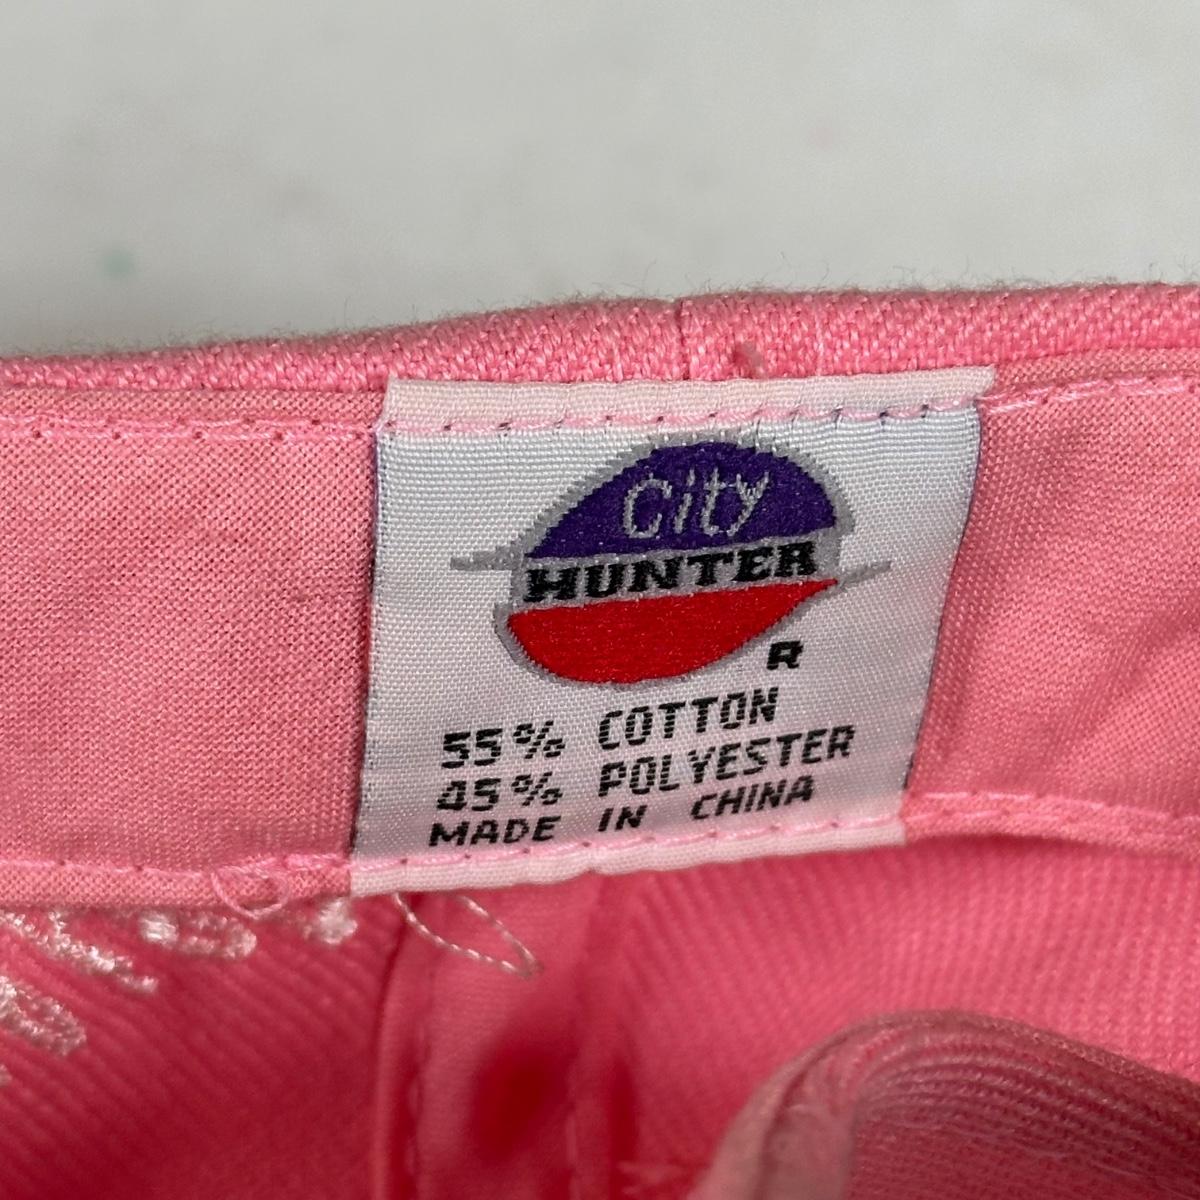 City
HUNTER
R
55% COTTON
45% POLYESTER
MADE IN CHINA